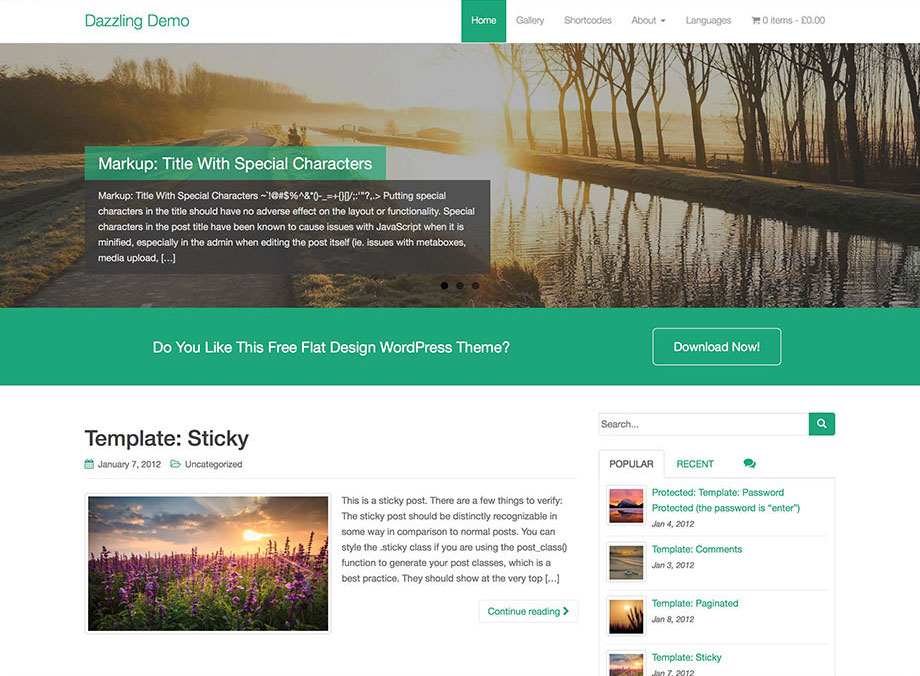 Dazzling Demo
Home Gallery Shortcodes About Languages 0 items - £0.00
Markup: Title With Special Characters
Markup: Title With Special Characters ~`!@#$%^&*()-_=+{}[]/;:'"?,.> Putting special
characters in the title should have no adverse effect on the layout or functionality. Special
characters in the post title have been known to cause issues with JavaScript when it is
minified, especially in the admin when editing the post itself (ie. issues with metaboxes,
media upload, […]
Do You Like This Free Flat Design WordPress Theme?
Download Now!
Template: Sticky
January 7, 2012 Uncategorized
This is a sticky post. There are a few things to verify:
The sticky post should be distinctly recognizable in
some way in comparison to normal posts. You can
style the .sticky class if you are using the post_class()
function to generate your post classes, which is a
best practice. They should show at the very top […]
Continue reading
Search...
POPULAR RECENT
Protected: Template: Password
Protected (the password is “enter”)
Jan 4, 2012
Template: Comments
Jan 3, 2012
Template: Paginated
Jan 8, 2012
Template: Sticky
Jan 7, 2012